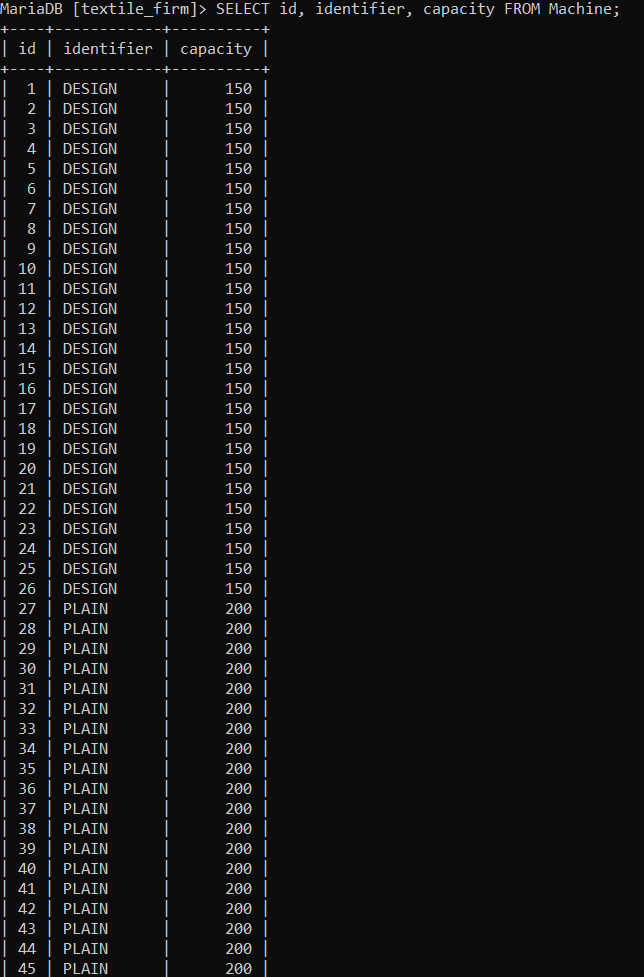 MariaDB [textile_firm]> SELECT id, identifier, capacity FROM Machine;
+----+------------+----------+
| id | identifier | capacity |
+----+------------+----------+
|  1 | DESIGN     |      150 |
|  2 | DESIGN     |      150 |
|  3 | DESIGN     |      150 |
|  4 | DESIGN     |      150 |
|  5 | DESIGN     |      150 |
|  6 | DESIGN     |      150 |
|  7 | DESIGN     |      150 |
|  8 | DESIGN     |      150 |
|  9 | DESIGN     |      150 |
| 10 | DESIGN     |      150 |
| 11 | DESIGN     |      150 |
| 12 | DESIGN     |      150 |
| 13 | DESIGN     |      150 |
| 14 | DESIGN     |      150 |
| 15 | DESIGN     |      150 |
| 16 | DESIGN     |      150 |
| 17 | DESIGN     |      150 |
| 18 | DESIGN     |      150 |
| 19 | DESIGN     |      150 |
| 20 | DESIGN     |      150 |
| 21 | DESIGN     |      150 |
| 22 | DESIGN     |      150 |
| 23 | DESIGN     |      150 |
| 24 | DESIGN     |      150 |
| 25 | DESIGN     |      150 |
| 26 | DESIGN     |      150 |
| 27 | PLAIN      |      200 |
| 28 | PLAIN      |      200 |
| 29 | PLAIN      |      200 |
| 30 | PLAIN      |      200 |
| 31 | PLAIN      |      200 |
| 32 | PLAIN      |      200 |
| 33 | PLAIN      |      200 |
| 34 | PLAIN      |      200 |
| 35 | PLAIN      |      200 |
| 36 | PLAIN      |      200 |
| 37 | PLAIN      |      200 |
| 38 | PLAIN      |      200 |
| 39 | PLAIN      |      200 |
| 40 | PLAIN      |      200 |
| 41 | PLAIN      |      200 |
| 42 | PLAIN      |      200 |
| 43 | PLAIN      |      200 |
| 44 | PLAIN      |      200 |
| 45 | PLAIN      |      200 |